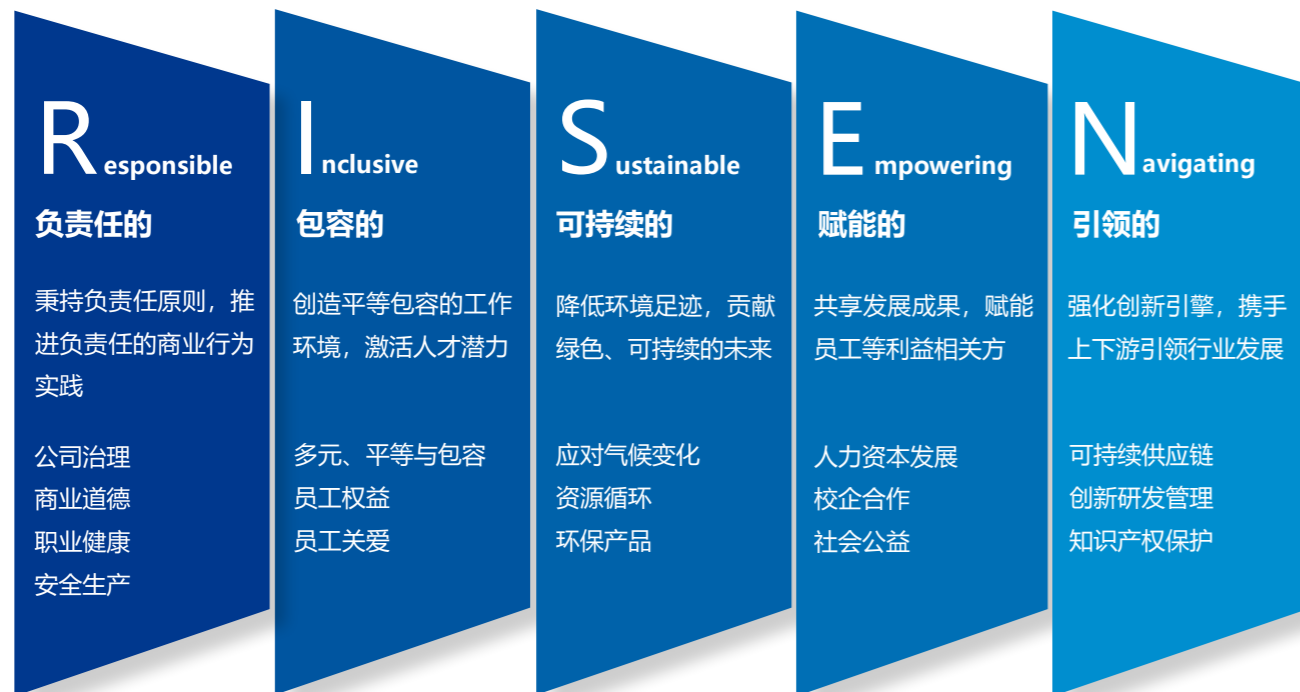 Responsible
负责任的
秉持负责任原则，推
进负责任的商业行为
实践
公司治理
商业道德
职业健康
安全生产
Inclusive
包容的
创造平等包容的工作
环境，激活人才潜力
多元、平等与包容
员工权益
员工关爱
Sustainable
可持续的
降低环境足迹，贡献
绿色、可持续的未来
应对气候变化
资源循环
环保产品
Empowering
赋能的
共享发展成果，赋能
员工等利益相关方
人力资本发展
校企合作
社会公益
Navigating
引领的
强化创新引擎，携手
上下游引领行业发展
可持续供应链
创新研发管理
知识产权保护